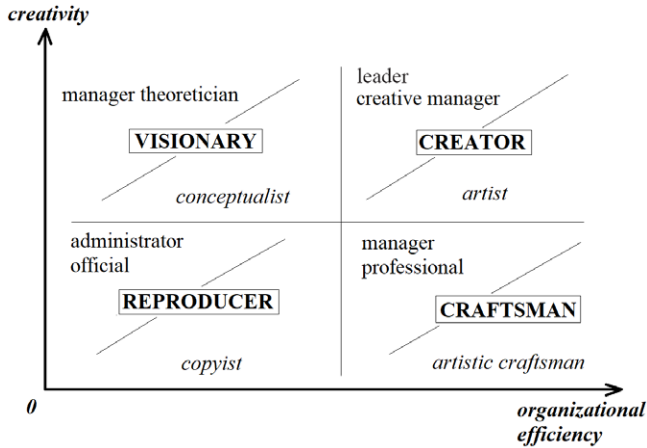 creativity
manager theoretician
VISIONARY
conceptualist
leader
creative manager
CREATOR
artist
administrator
official
REPRODUCER
copyist
manager
professional
CRAFTSMAN
artistic craftsman
0
organizational
efficiency